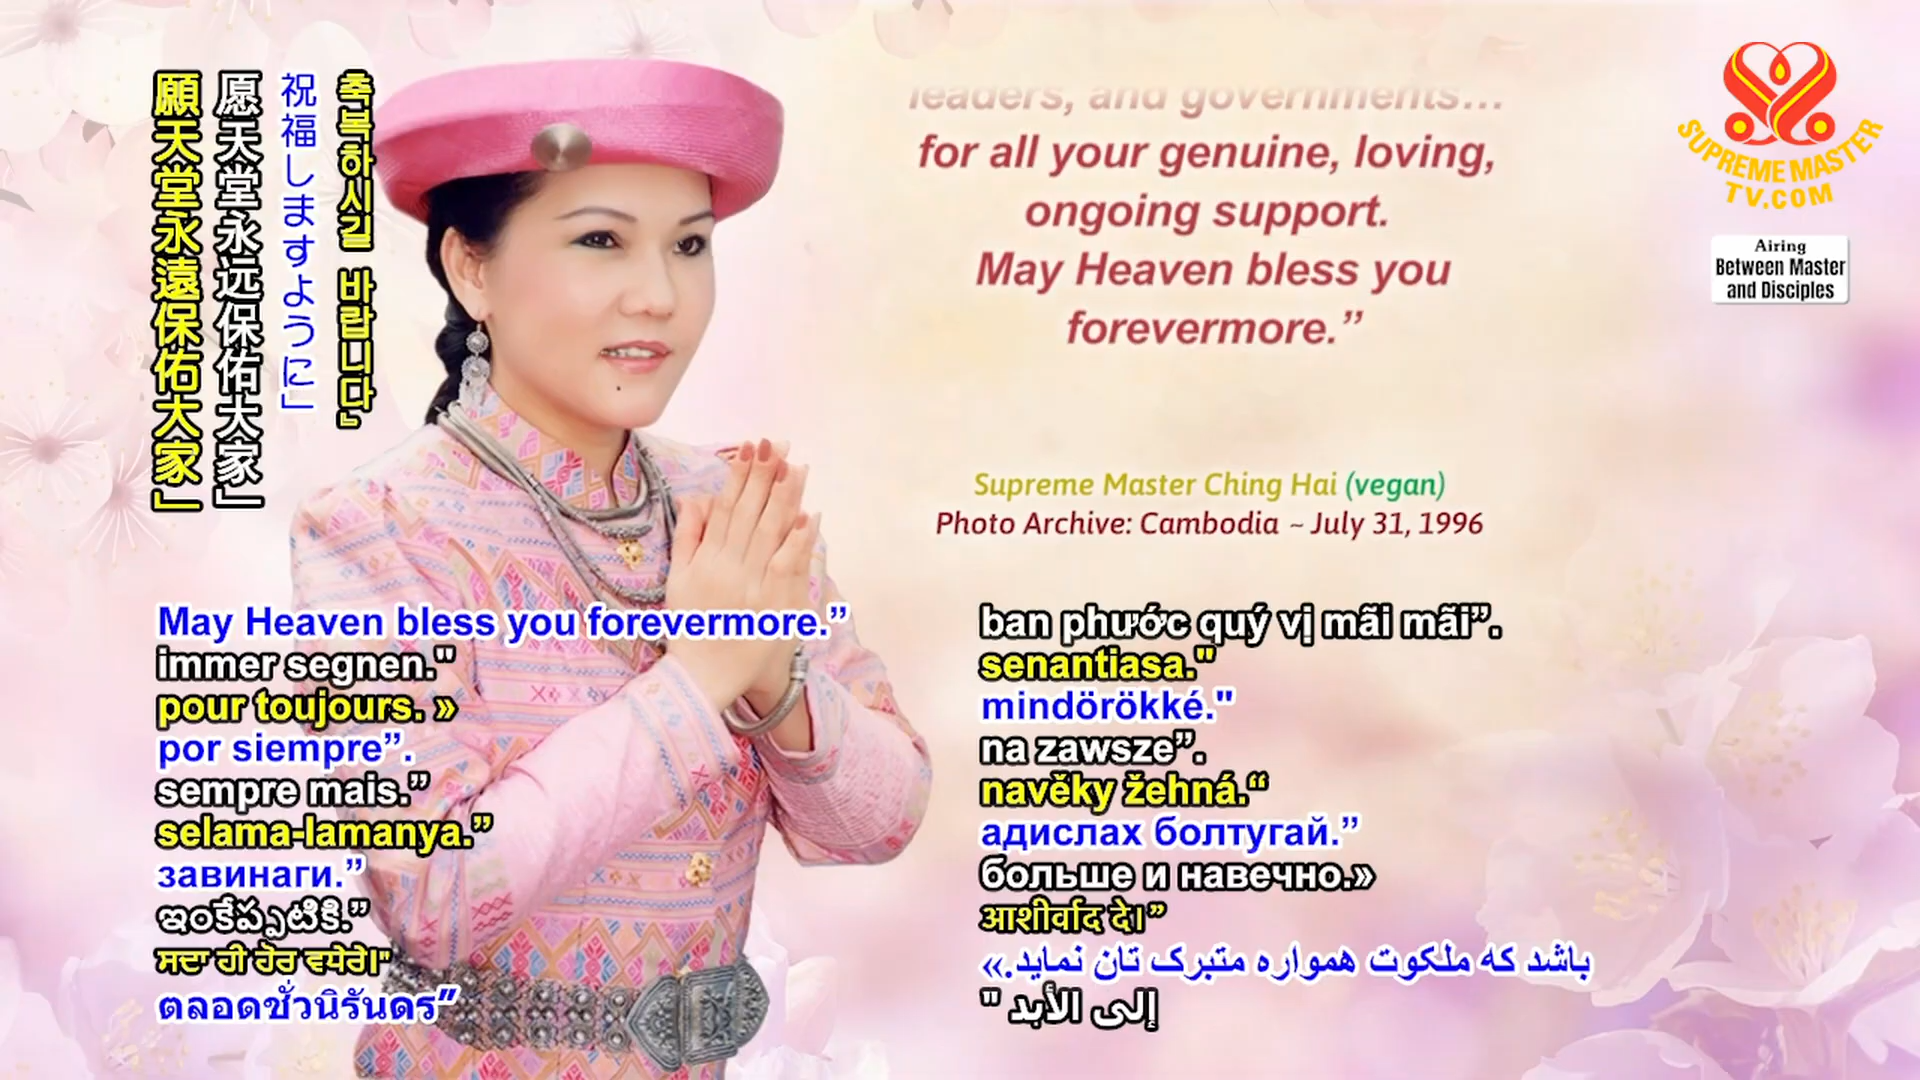 願天堂永遠保佑大家」
愿天堂永远保佑大家」
祝福しますように」
축복하시길 바랍니다』
leaders, and governments...
for all your genuine, loving,
ongoing support.
May Heaven bless you
forevermore.”
SUPREME MASTER
TV.COM
Airing
Between Master
and Disciples
Supreme Master Ching Hai (vegan)
Photo Archive: Cambodia ~ July 31, 1996
May Heaven bless you forevermore.”
immer segnen."
pour toujours. »
por siempre”.
sempre mais.”
selama-lamanya.”
завинаги.”
ఇంకేప్పటికి.”
ਸਦਾ ਹੀ ਹੋਰ ਵਧੇਰੇ।"
ตลอดชั่วนิรันดร”
ban phước quý vị mãi mãi”.
senantiasa."
mindörökké."
na zawsze”.
navěky žehná.“
адислах болтугай.”
больше и навечно.»
आशीर्वाद दे।”
باشد که ملکوت همواره متبرک تان نماید.»
إلى الأبد "